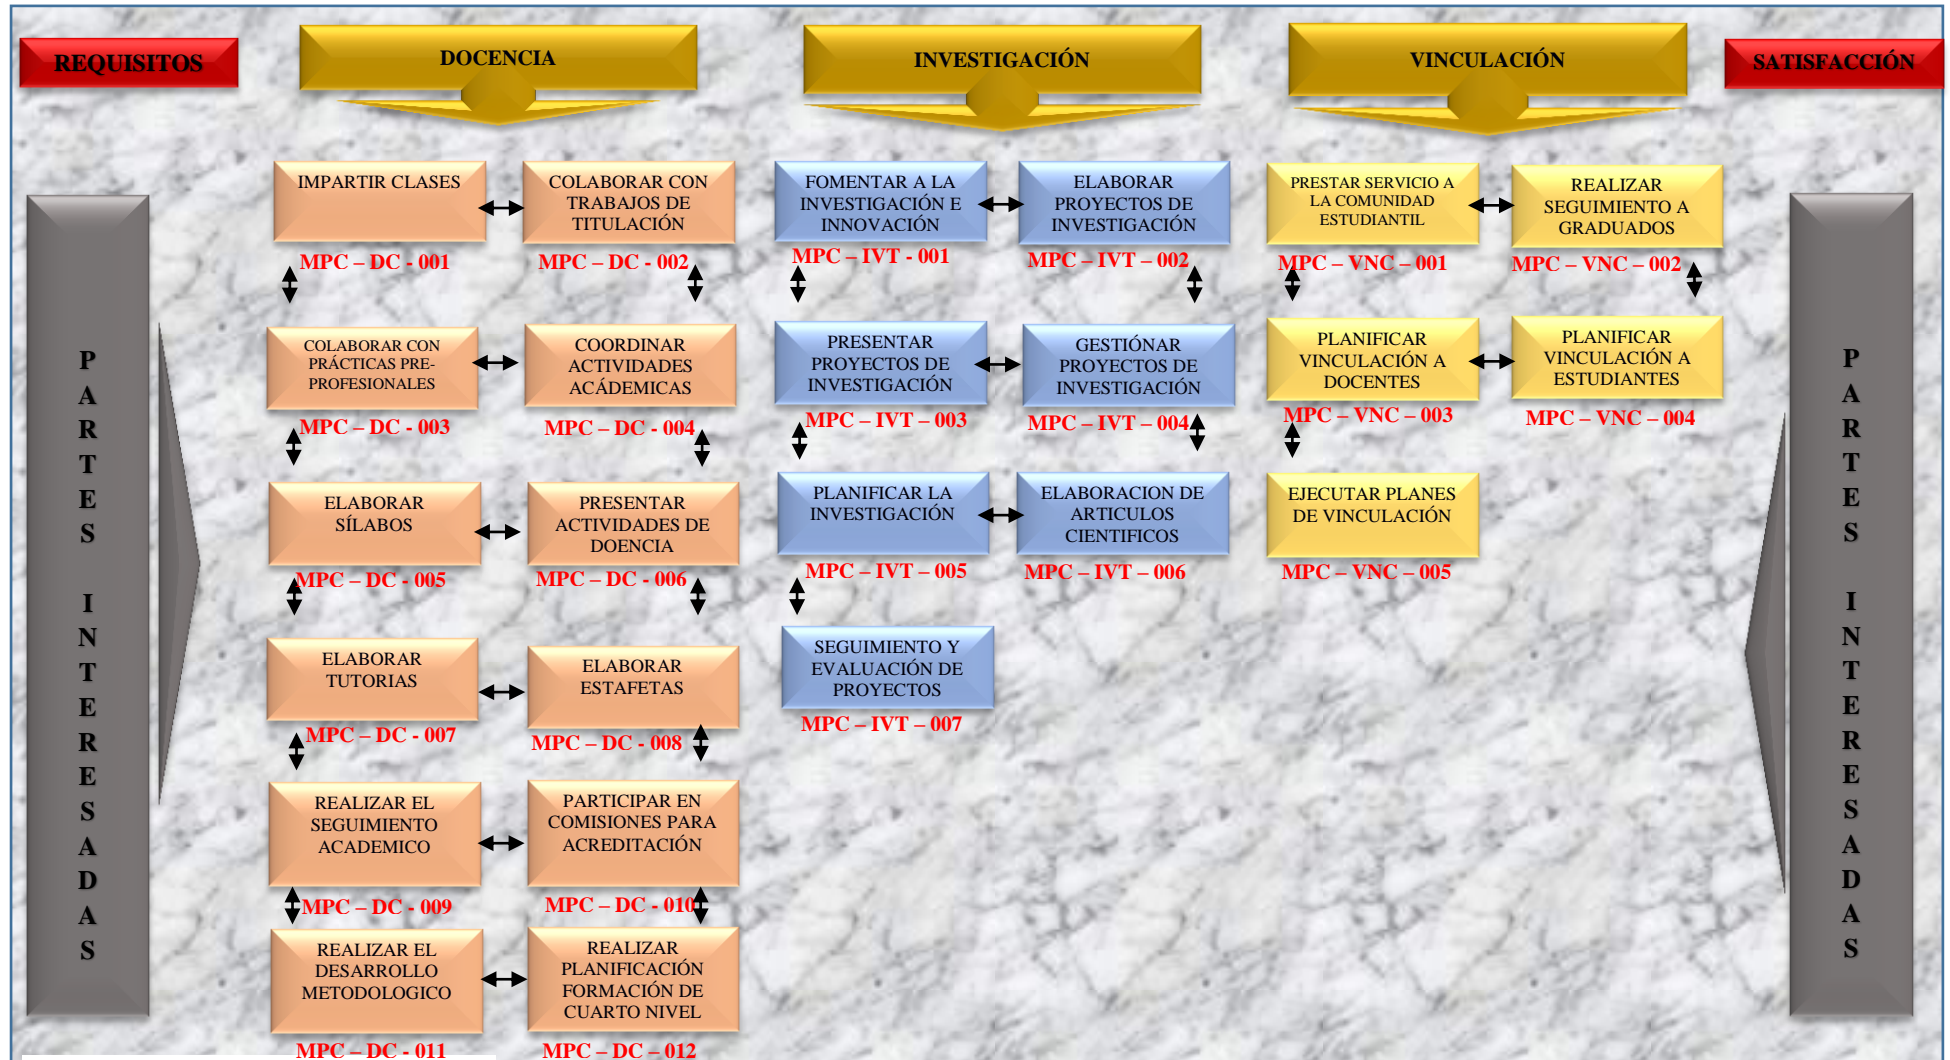 REQUISITOS
DOCENCIA
INVESTIGACIÓN
VINCULACIÓN
SATISFACCIÓN
PARTES INTERESADAS
IMPARTIR CLASES
MPC – DC - 001
COLABORAR CON
TRABAJOS DE
TITULACIÓN
MPC – DC - 002
COLABORAR CON
PRÁCTICAS PRE-
PROFESIONALES
MPC – DC - 003
COORDINAR
ACTIVIDADES
ACÁDEMICAS
MPC – DC - 004
ELABORAR
SÍLABOS
MPC – DC - 005
PRESENTAR
ACTIVIDADES DE
DOENCIA
MPC – DC - 006
ELABORAR
TUTORIAS
MPC – DC - 007
ELABORAR
ESTAFETAS
MPC – DC - 008
REALIZAR EL
SEGUIMIENTO
ACADEMICO
MPC – DC - 009
PARTICIPAR EN
COMISIONES PARA
ACREDITACIÓN
MPC – DC - 010
REALIZAR EL
DESARROLLO
METODOLOGICO
MPC – DC - 011
REALIZAR
PLANIFICACIÓN
FORMACIÓN DE
CUARTO NIVEL
MPC – DC – 012
FOMENTAR A LA
INVESTIGACIÓN E
INNOVACIÓN
MPC – IVT - 001
ELABORAR
PROYECTOS DE
INVESTIGACIÓN
MPC – IVT – 002
PRESENTAR
PROYECTOS DE
INVESTIGACIÓN
MPC – IVT – 003
GESTIÓNAR
PROYECTOS DE
INVESTIGACIÓN
MPC – IVT – 004
PLANIFICAR LA
INVESTIGACIÓN
MPC – IVT – 005
ELABORACION DE
ARTICULOS
CIENTIFICOS
MPC – IVT – 006
SEGUIMIENTO Y
EVALUACIÓN DE
PROYECTOS
MPC – IVT – 007
PRESTAR SERVICIO A
LA COMUNIDAD
ESTUDIANTIL
MPC – VNC – 001
REALIZAR
SEGUIMIENTO A
GRADUADOS
MPC – VNC – 002
PLANIFICAR
VINCULACIÓN A
DOCENTES
MPC – VNC – 003
PLANIFICAR
VINCULACIÓN A
ESTUDIANTES
MPC – VNC – 004
EJECUTAR PLANES
DE VINCULACIÓN
MPC – VNC – 005
PARTES INTERESADAS